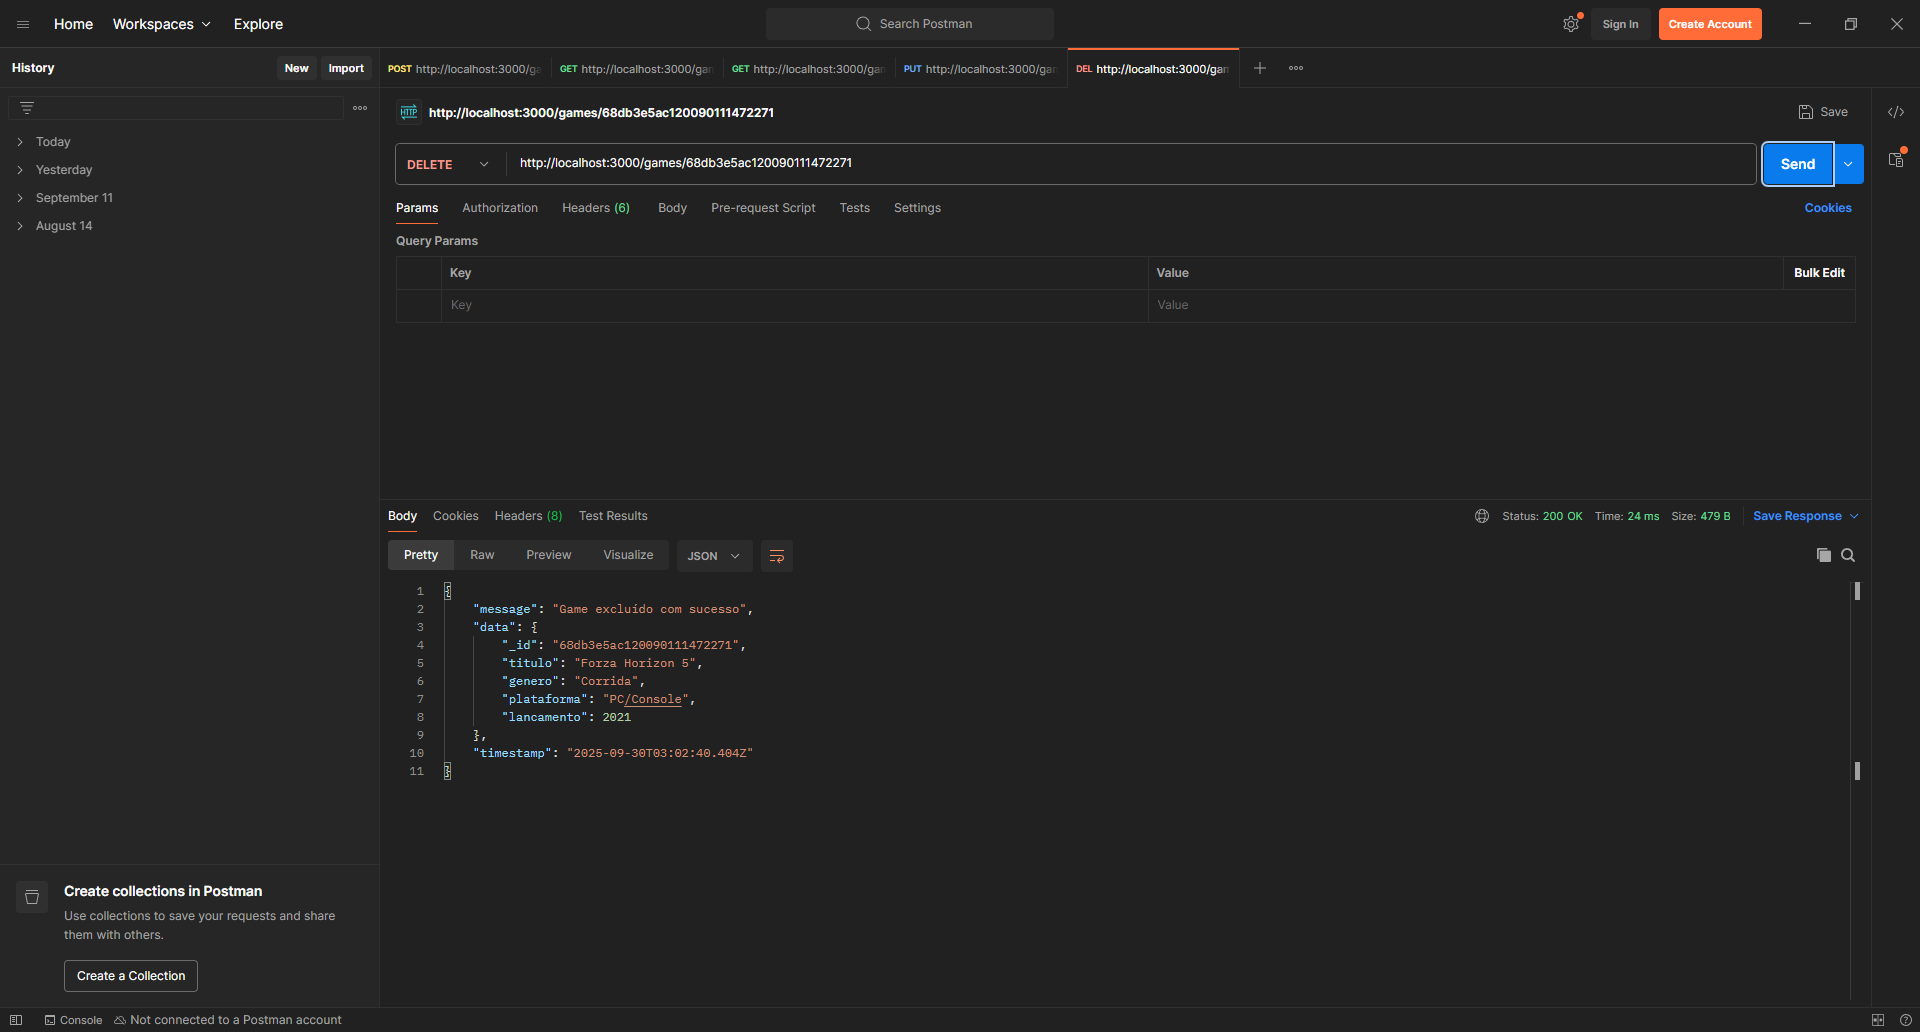 Home Workspaces Explore
Search Postman
Sign In Create Account
History New Import
POST http://localhost:3000/ga GET http://localhost:3000/gam GET http://localhost:3000/gam PUT http://localhost:3000/gam DEL http://localhost:3000/gam
HTTP http://localhost:3000/games/68db3e5ac120090111472271 Save
Today
Yesterday
September 11
August 14
DELETE http://localhost:3000/games/68db3e5ac120090111472271 Send
Params Authorization Headers (6) Body Pre-request Script Tests Settings Cookies
Query Params
Key Value Bulk Edit
Key Value
Body Cookies Headers (8) Test Results Status: 200 OK Time: 24 ms Size: 479 B Save Response
Pretty Raw Preview Visualize JSON
1 {
2 "message": "Game excluido com sucesso",
3 "data": {
4 "_id": "68db3e5ac120090111472271",
5 "titulo": "Forza Horizon 5",
6 "genero": "Corrida",
7 "plataforma": "PC/Console",
8 "lancamento": 2021
9 },
10 "timestamp": "2025-09-30T03:02:40.404Z"
11 }
Create collections in Postman
Use collections to save your requests and share
them with others.
Create a Collection
Console Not connected to a Postman account